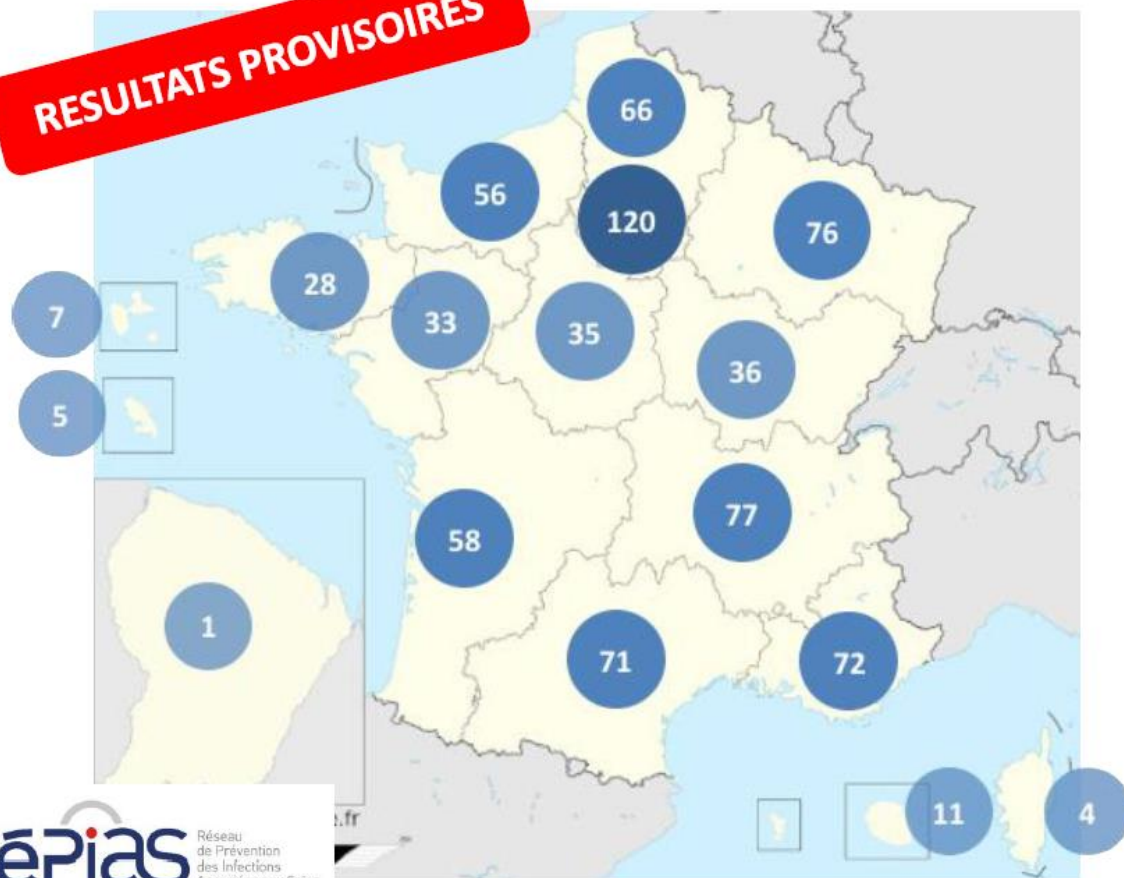 RESULTATS PROVISOIRES
66
56
120
76
28
7
33
35
36
5
77
58
1
71
72
11
4
.fr
épias
Réseau
de Prévention
des Infections